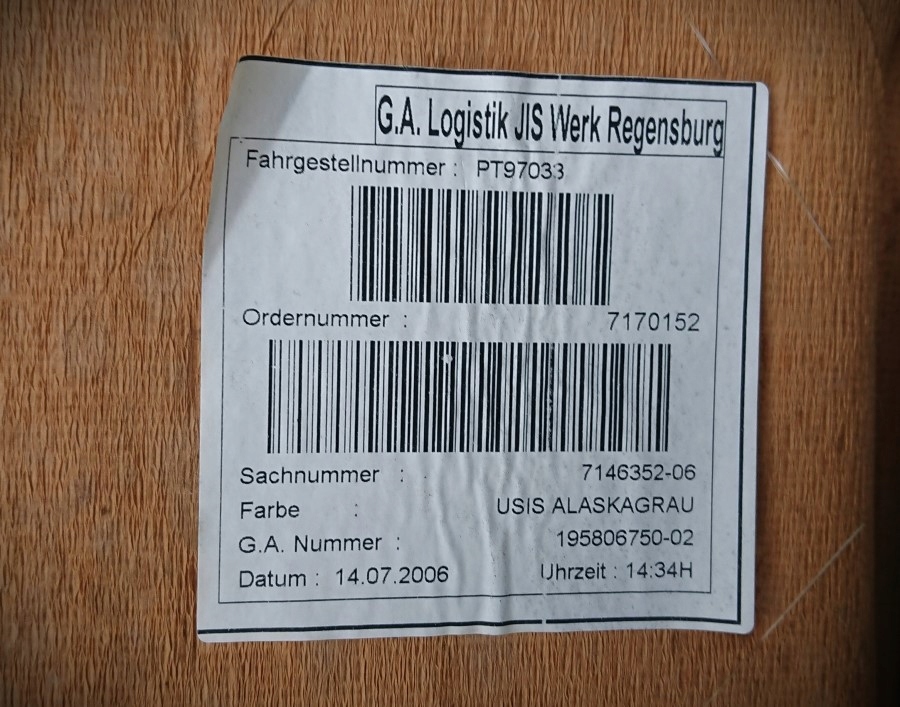 G.A. Logistik JIS Werk Regensburg
Fahrgestellnummer : PT97033
Ordernummer : 7170152
Sachnummer : 7146352-06
Farbe : USIS ALASKAGRAU
G.A. Nummer : 195806750-02
Datum : 14.07.2006 Uhrzeit : 14:34H